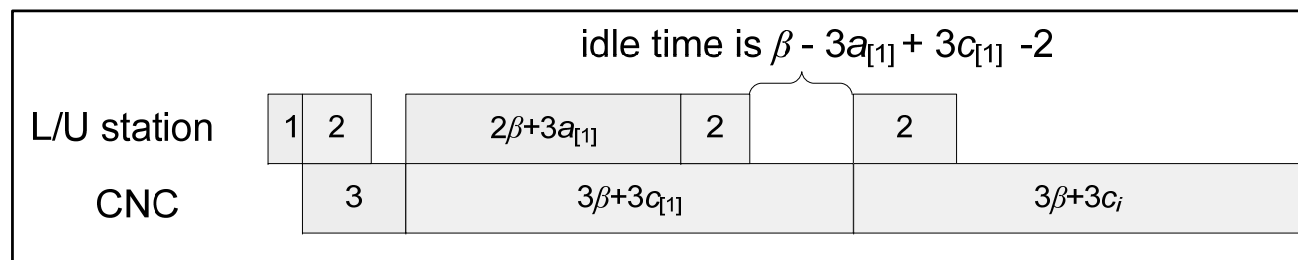 idle time is β - 3a[1] + 3c[1] -2
L/U station 1 2 2β+3a[1] 2 2
CNC 3 3β+3c[1] 3β+3ci